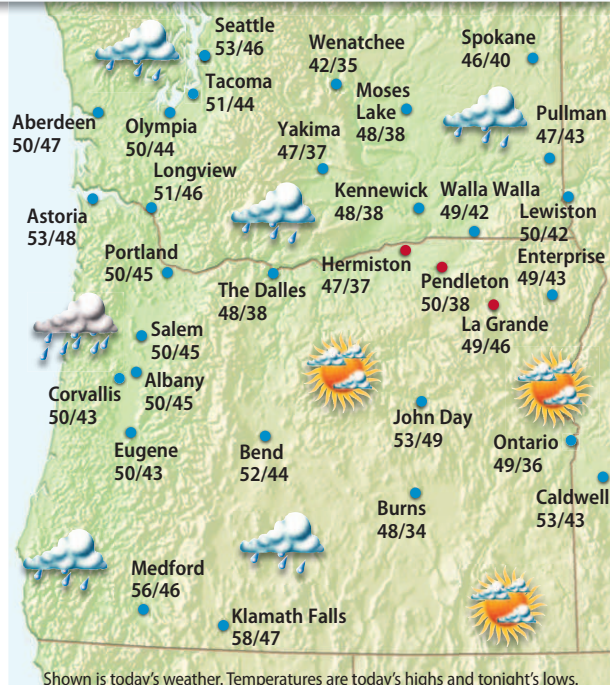 Seattle
53/46
Wenatchee
42/35
Spokane
46/40
Tacoma
51/44
Moses
Lake
48/38
Aberdeen
50/47
Olympia
50/44
Yakima
47/37
Pullman
47/43
Longview
51/46
Kennewick
48/38
Walla Walla
49/42
Lewiston
50/42
Astoria
53/48
Portland
50/45
The Dalles
48/38
Hermiston
47/37
Pendleton
50/38
Enterprise
49/43
La Grande
49/46
Salem
50/45
Corvallis
50/43
Albany
50/45
John Day
53/49
Eugene
50/43
Bend
52/44
Ontario
49/36
Burns
48/34
Caldwell
53/43
Medford
56/46
Klamath Falls
58/47
Shown is today's weather. Temperatures are today's highs and tonight's lows.